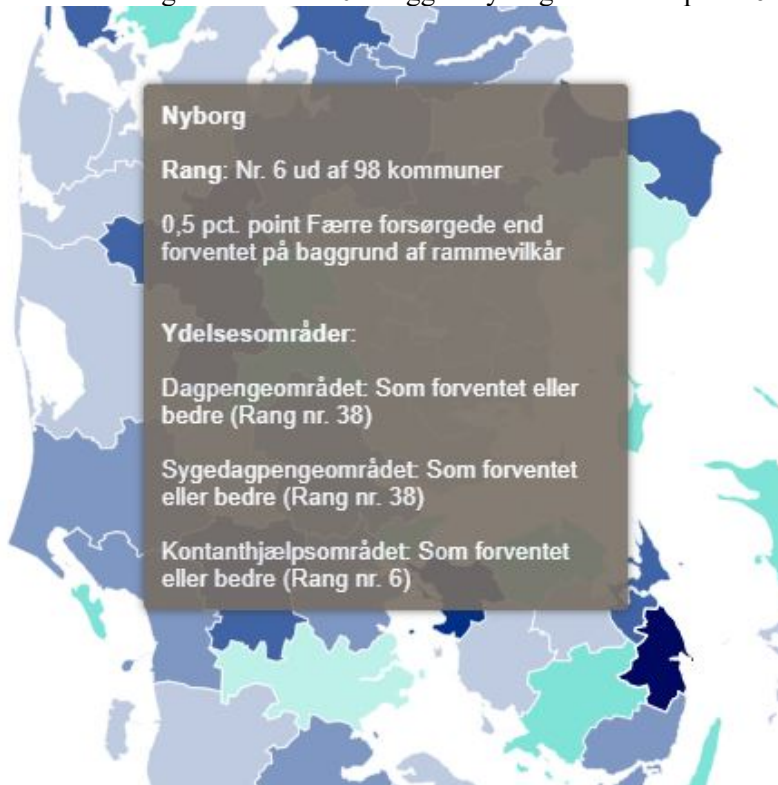 Nyborg
Rang: Nr. 6 ud af 98 kommuner
0,5 pct. point Færre forsørgede end
forventet på baggrund af rammevilkår
Ydelsesområder:
Dagpengeområdet: Som forventet eller
bedre (Rang nr. 38)
Sygedagpengeområdet: Som forventet
eller bedre (Rang nr. 38)
Kontanthjælpsområdet: Som forventet
eller bedre (Rang nr. 6)